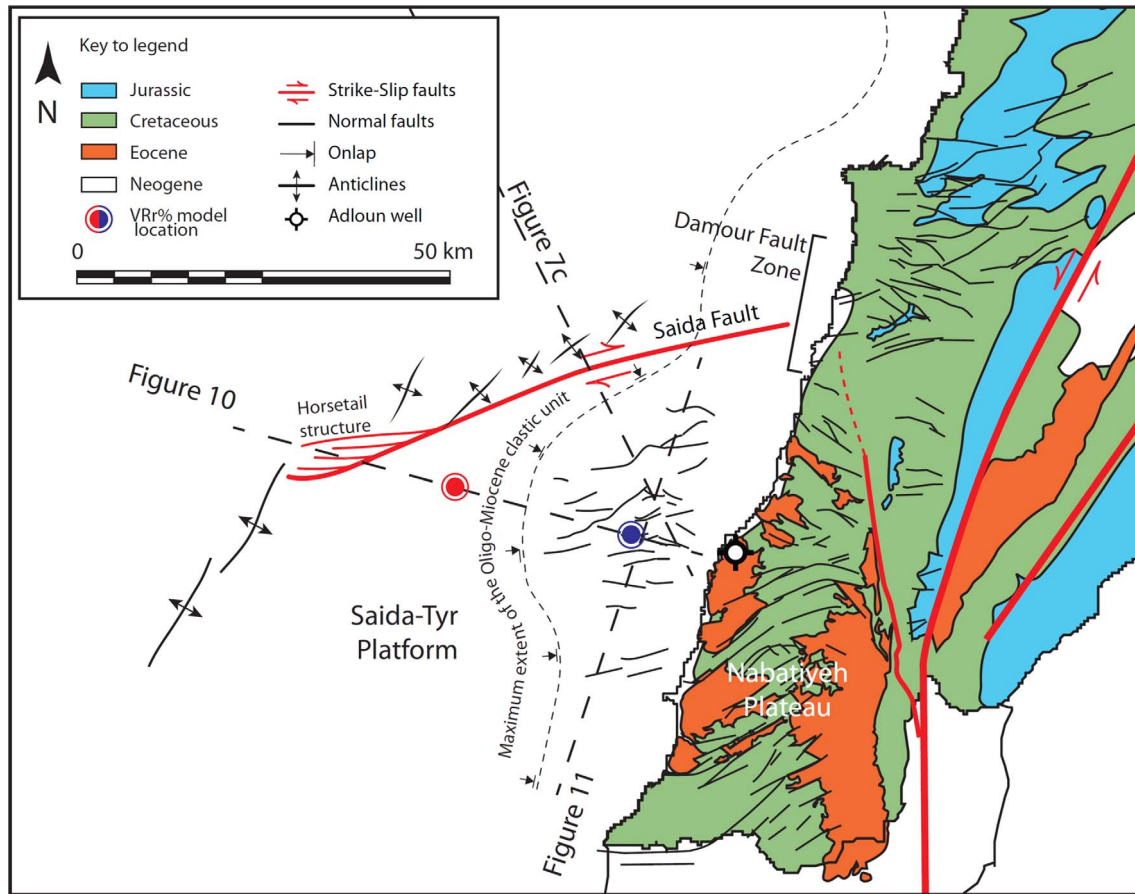 Key to legend
N
Jurassic
Cretaceous
Eocene
Neogene
VRr% model
location
Strike-Slip faults
Normal faults
Onlap
Anticlines
Adloun well
0
50 km
Figure 7c
Damour Fault
Zone
Saida Fault
Figure 10
Horsetail
structure
Maximum extent of the Oligo-Miocene clastic unit
Saida-Tyr
Platform
Nabatiyeh
Plateau
Figure 11